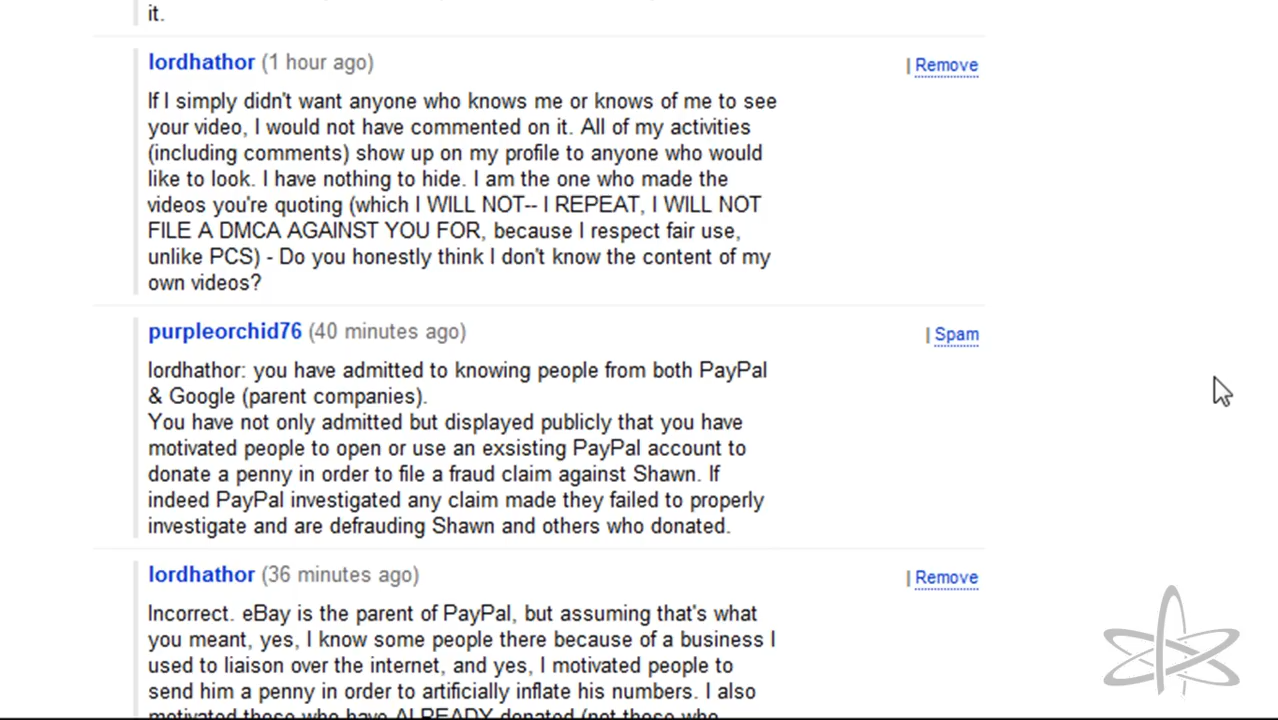 it.
lordhathor (1 hour ago)
| Remove
If I simply didn't want anyone who knows me or knows of me to see
your video, I would not have commented on it. All of my activities
(including comments) show up on my profile to anyone who would
like to look. I have nothing to hide. I am the one who made the
videos you're quoting (which I WILL NOT-- I REPEAT, I WILL NOT
FILE A DMCA AGAINST YOU FOR, because I respect fair use,
unlike PCS) - Do you honestly think I don't know the content of my
own videos?
purpleorchid76 (40 minutes ago)
| Spam
lordhathor: you have admitted to knowing people from both PayPal
& Google (parent companies).
You have not only admitted but displayed publicly that you have
motivated people to open or use an exsisting PayPal account to
donate a penny in order to file a fraud claim against Shawn. If
indeed PayPal investigated any claim made they failed to properly
investigate and are defrauding Shawn and others who donated.
lordhathor (36 minutes ago)
| Remove
Incorrect. eBay is the parent of PayPal, but assuming that's what
you meant, yes, I know some people there because of a business I
used to liaison over the internet, and yes, I motivated people to
send him a penny in order to artificially inflate his numbers. I also
motivated those who have ALREADY donated (not those who